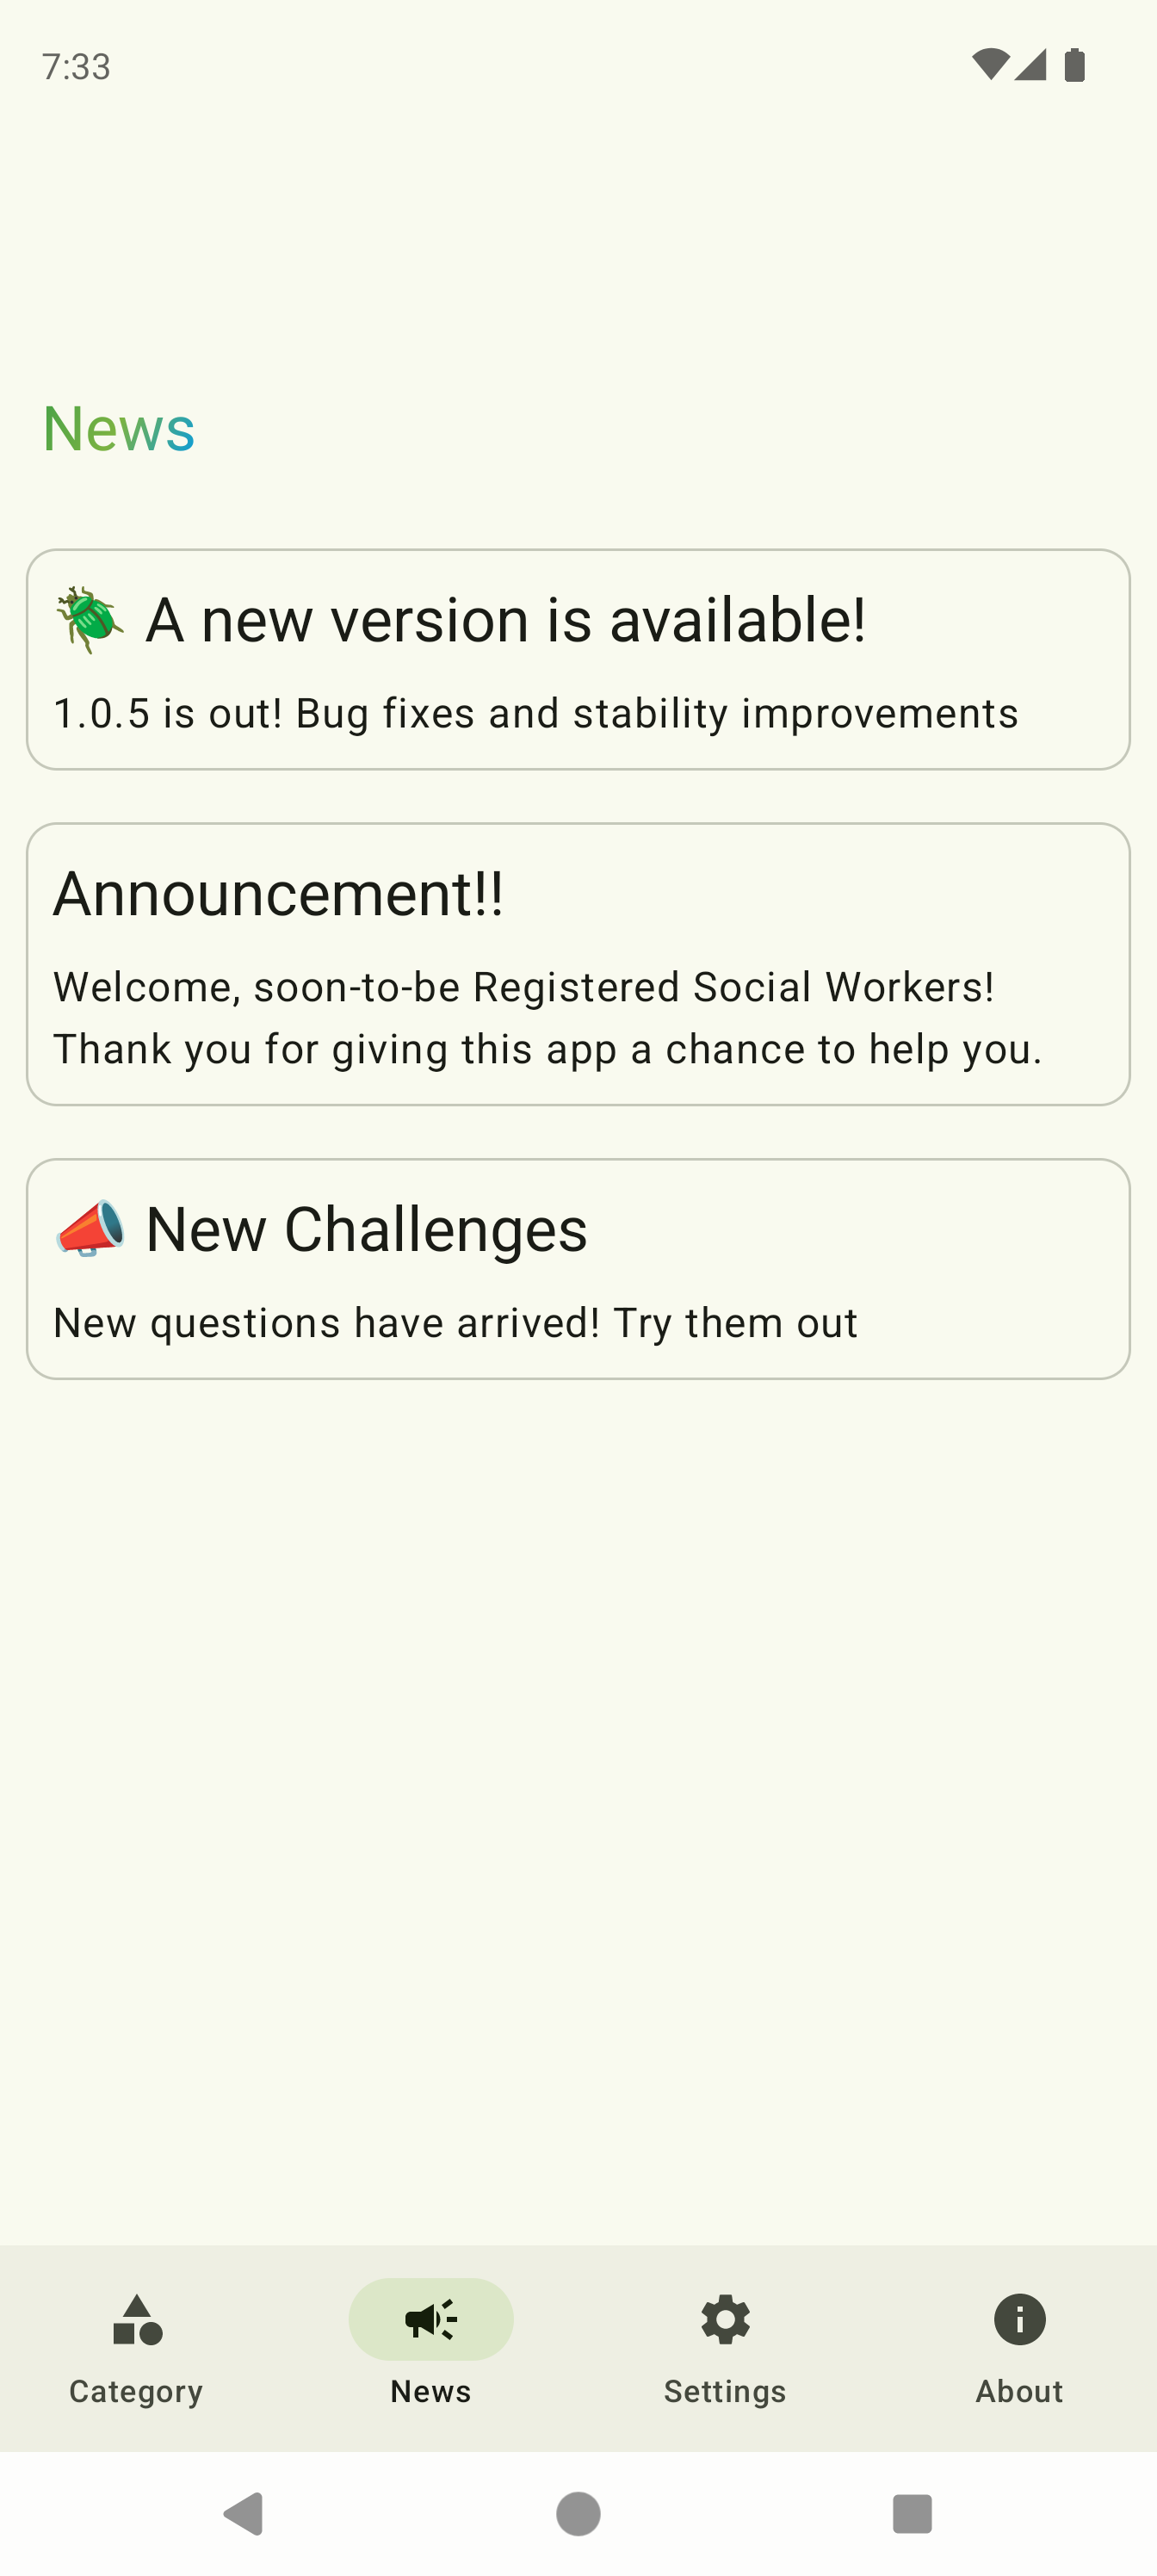 7:33
News
A new version is available!
1.0.5 is out! Bug fixes and stability improvements
Announcement!!
Welcome, soon-to-be Registered Social Workers!
Thank you for giving this app a chance to help you.
New Challenges
New questions have arrived! Try them out
Category
News
Settings
About